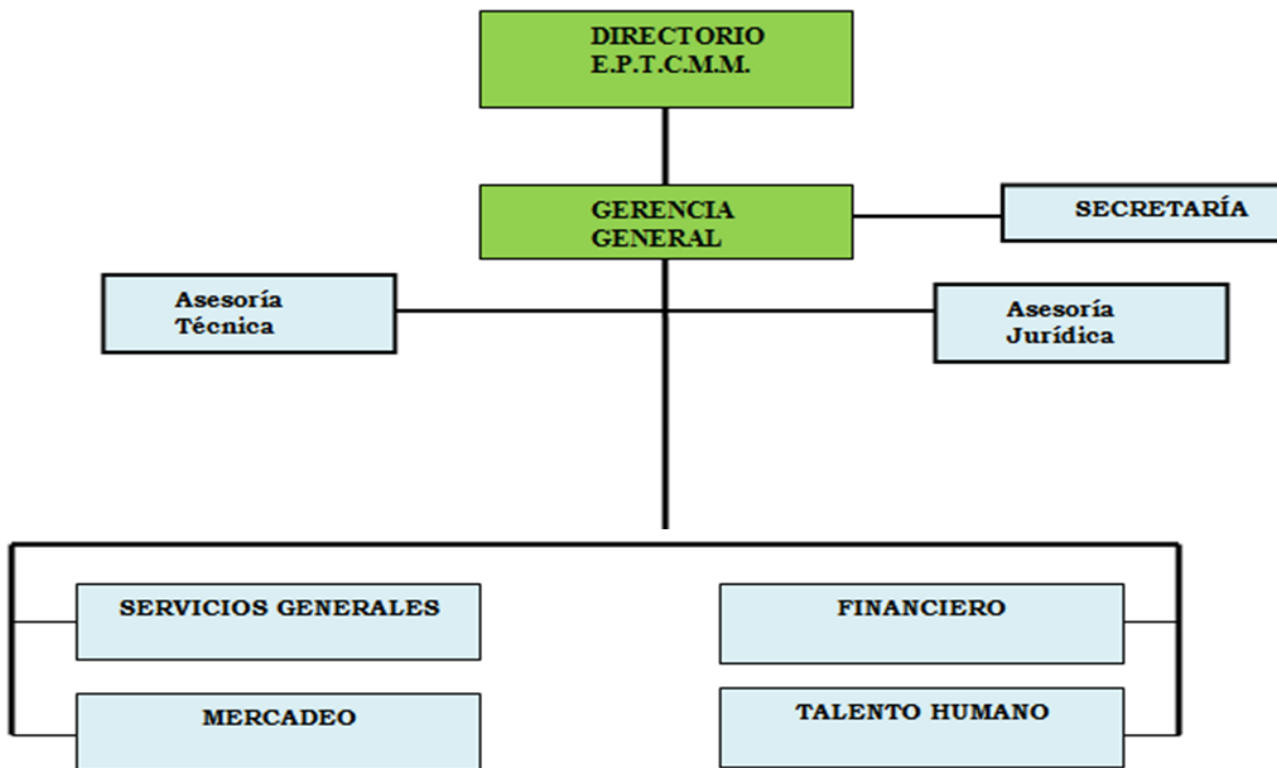 DIRECTORIO
E.P.T.C.M.M.
GERENCIA
GENERAL
SECRETARÍA
Asesoría
Técnica
Asesoría
Jurídica
SERVICIOS GENERALES
FINANCIERO
MERCADEO
TALENTO HUMANO